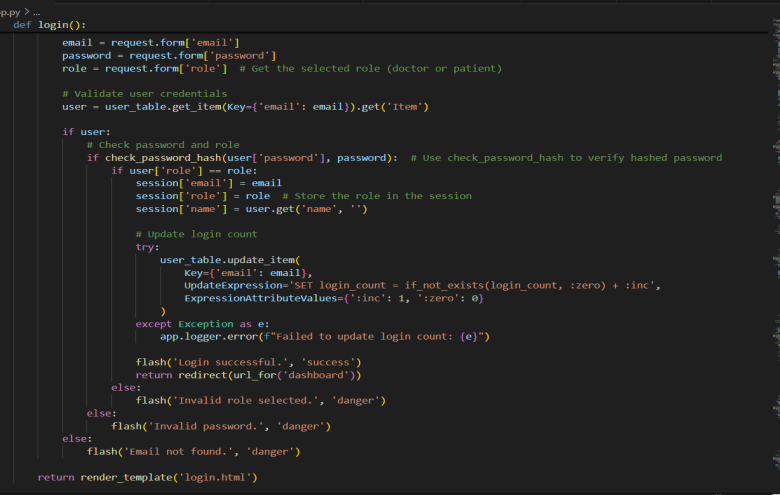 p.py > ...
def login():
email = request.form['email']
password = request.form['password']
role = request.form['role']  # Get the selected role (doctor or patient)
# Validate user credentials
user = user_table.get_item(Key={'email': email}).get('Item')
if user:
# Check password and role
if check_password_hash(user['password'], password):  # Use check_password_hash to verify hashed password
if user['role'] == role:
session['email'] = email
session['role'] = role  # Store the role in the session
session['name'] = user.get('name', '')
# Update login count
try:
user_table.update_item(
Key={'email': email},
UpdateExpression='SET login_count = if_not_exists(login_count, :zero) + :inc',
ExpressionAttributeValues={':inc': 1, ':zero': 0}
)
except Exception as e:
app.logger.error(f"Failed to update login count: {e}")
flash('Login successful.', 'success')
return redirect(url_for('dashboard'))
else:
flash('Invalid role selected.', 'danger')
else:
flash('Invalid password.', 'danger')
else:
flash('Email not found.', 'danger')
return render_template('login.html')